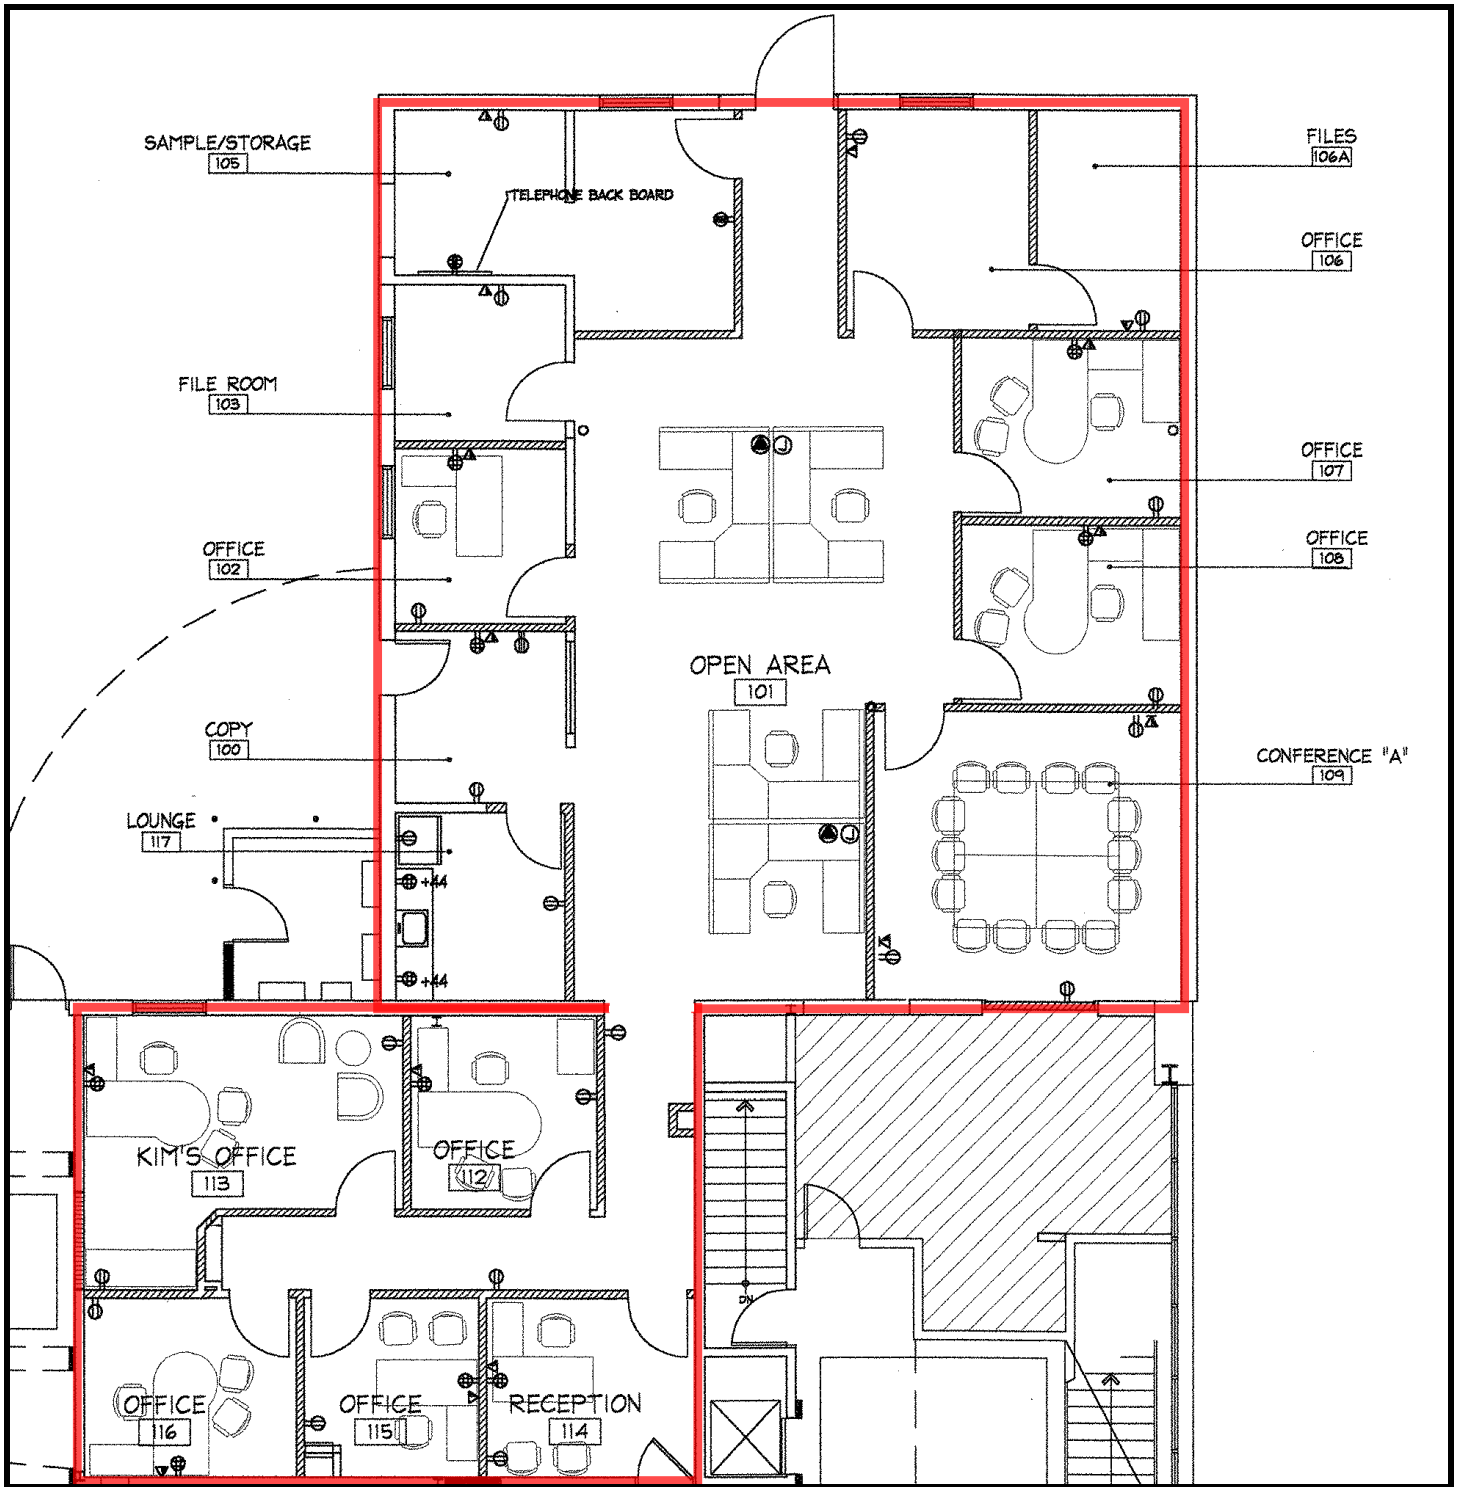 SAMPLE/STORAGE
105
TELEPHONE BACK BOARD
FILES
106A
OFFICE
106
FILE ROOM
103
OFFICE
107
OFFICE
102
OFFICE
108
OPEN AREA
101
COPY
100
CONFERENCE "A"
109
LOUNGE
117
+44
+44
KIM'S OFFICE
113
OFFICE
112
DN
OFFICE
116
OFFICE
115
RECEPTION
114